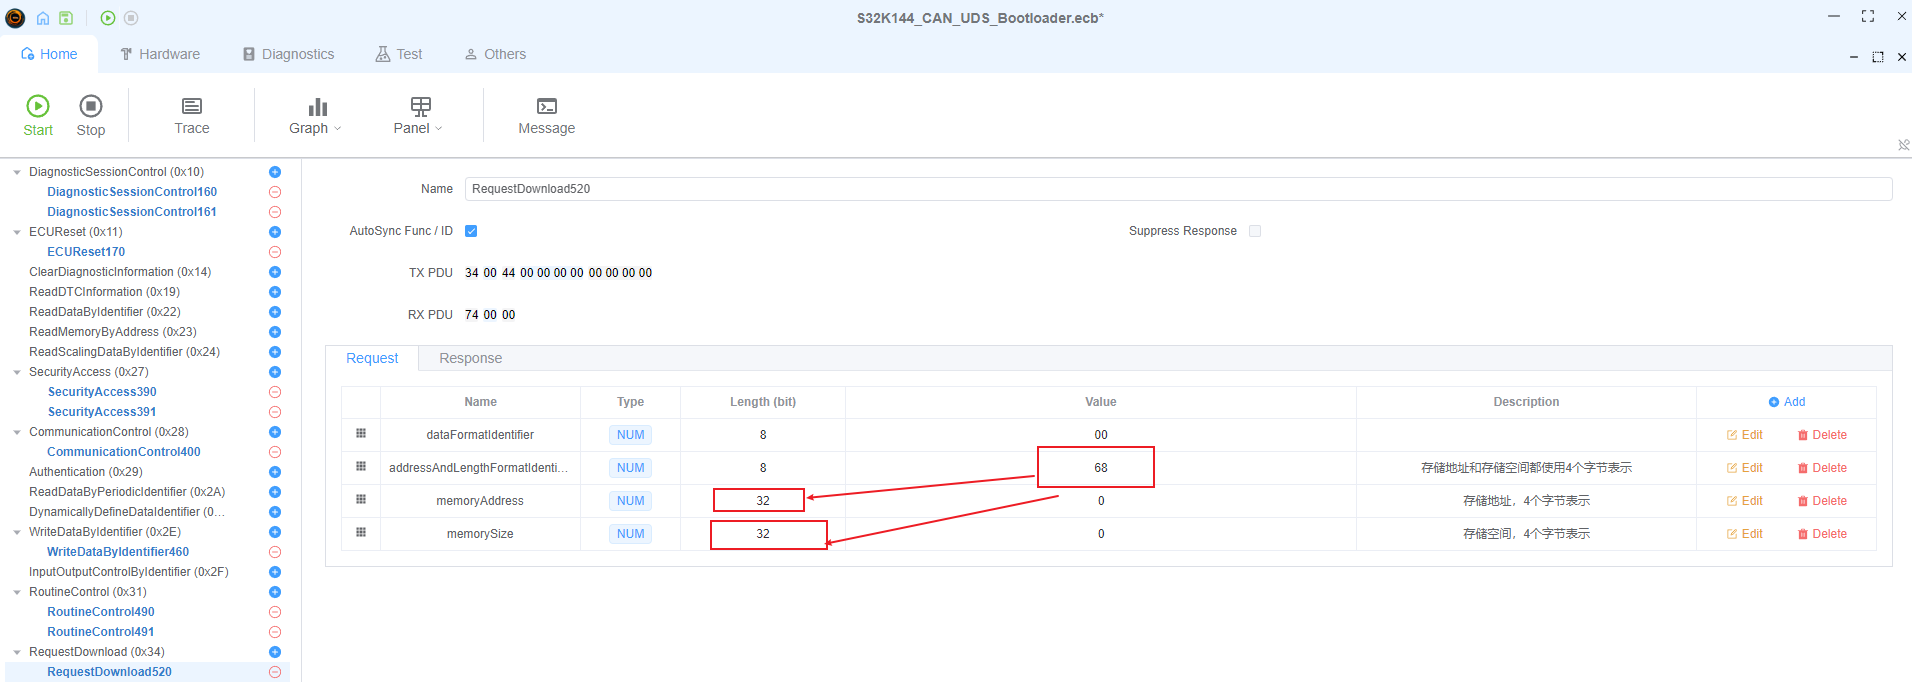 S32K144_CAN_UDS_Bootloader.ecb*
Home Hardware Diagnostics Test Others
Start Stop Trace Graph Panel Message
DiagnosticSessionControl (0x10)
DiagnosticSessionControl160
DiagnosticSessionControl161
ECUReset (0x11)
ECUReset170
ClearDiagnosticInformation (0x14)
ReadDTCInformation (0x19)
ReadDataByIdentifier (0x22)
ReadMemoryByAddress (0x23)
ReadScalingDataByIdentifier (0x24)
SecurityAccess (0x27)
SecurityAccess390
SecurityAccess391
CommunicationControl (0x28)
CommunicationControl400
Authentication (0x29)
ReadDataByPeriodicIdentifier (0x2A)
DynamicallyDefineDataIdentifier (0...
WriteDataByIdentifier (0x2E)
WriteDataByIdentifier460
InputOutputControlByIdentifier (0x2F)
RoutineControl (0x31)
RoutineControl490
RoutineControl491
RequestDownload (0x34)
RequestDownload520
Name RequestDownload520
AutoSync Func / ID Suppress Response
TX PDU 34 00 44 00 00 00 00 00 00 00 00
RX PDU 74 00 00
Request Response
Name Type Length (bit) Value Description Add
dataFormatIdentifier NUM 8 00 Edit Delete
addressAndLengthFormatIdenti... NUM 8 68 存储地址和存储空间都使用4个字节表示 Edit Delete
memoryAddress NUM 32 0 存储地址，4个字节表示 Edit Delete
memorySize NUM 32 0 存储空间，4个字节表示 Edit Delete